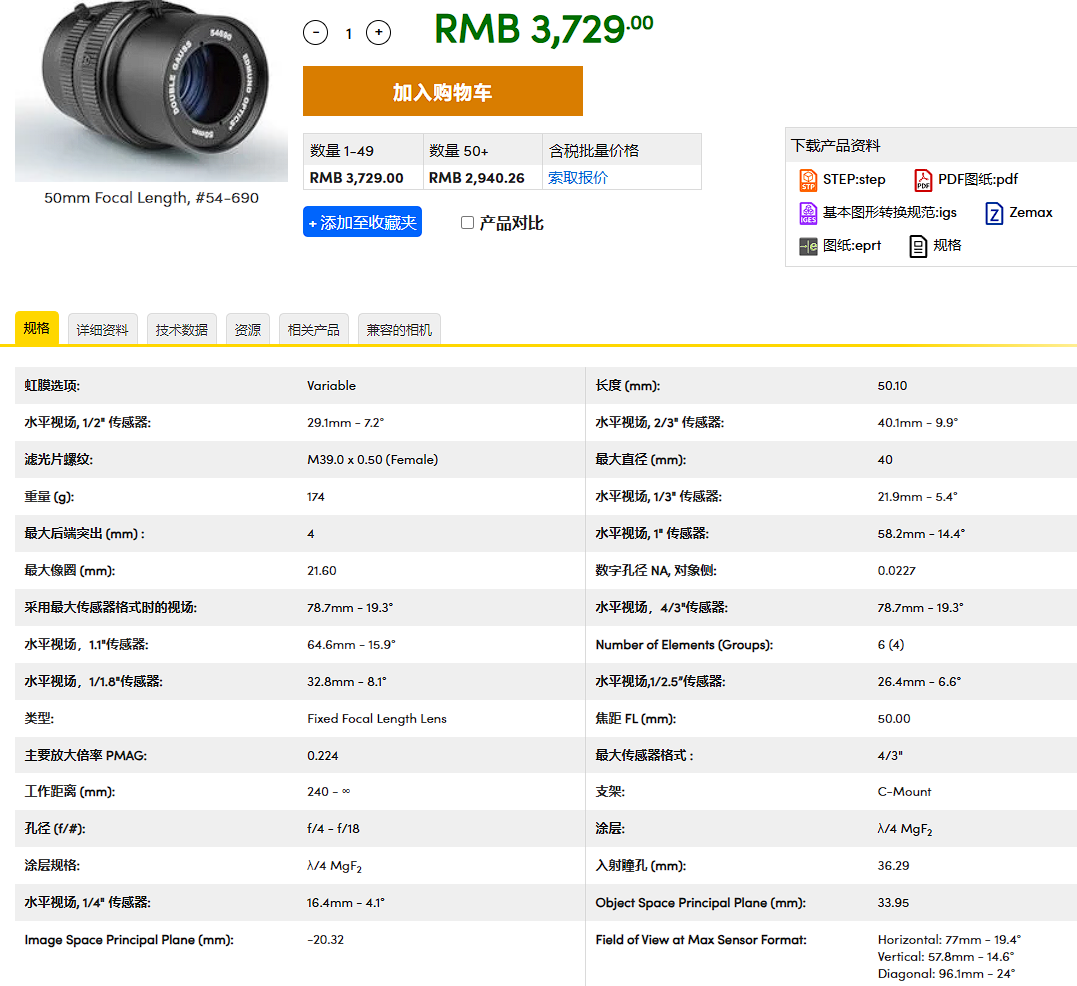 54690
EDMUND OPTICS®
DOUBLE GAUSS
50mm
50mm Focal Length, #54-690
- 1 +
RMB 3,729.00
加入购物车
数量 1-49 数量 50+ 含税批量价格
RMB 3,729.00 RMB 2,940.26 索取报价
+ 添加至收藏夹 产品对比
下载产品资料
STP STEP:step PDF PDF图纸:pdf
IGES 基本图形转换规范:igs Z Zemax
e 图纸:eprt 规格
规格 详细资料 技术数据 资源 相关产品 兼容的相机
虹膜选项: Variable 长度 (mm): 50.10
水平视场, 1/2" 传感器: 29.1mm - 7.2° 水平视场, 2/3" 传感器: 40.1mm - 9.9°
滤光片螺纹: M39.0 x 0.50 (Female) 最大直径 (mm): 40
重量 (g): 174 水平视场, 1/3" 传感器: 21.9mm - 5.4°
最大后端突出 (mm) : 4 水平视场, 1" 传感器: 58.2mm - 14.4°
最大像圈 (mm): 21.60 数字孔径 NA, 对象侧: 0.0227
采用最大传感器格式时的视场: 78.7mm - 19.3° 水平视场，4/3"传感器: 78.7mm - 19.3°
水平视场，1.1"传感器: 64.6mm - 15.9° Number of Elements (Groups): 6 (4)
水平视场，1/1.8"传感器: 32.8mm - 8.1° 水平视场,1/2.5”传感器: 26.4mm - 6.6°
类型: Fixed Focal Length Lens 焦距 FL (mm): 50.00
主要放大倍率 PMAG: 0.224 最大传感器格式 : 4/3"
工作距离 (mm): 240 - ∞ 支架: C-Mount
孔径 (f/#): f/4 - f/18 涂层: λ/4 MgF₂
涂层规格: λ/4 MgF₂ 入射瞳孔 (mm): 36.29
水平视场, 1/4" 传感器: 16.4mm - 4.1° Object Space Principal Plane (mm): 33.95
Image Space Principal Plane (mm): -20.32 Field of View at Max Sensor Format: Horizontal: 77mm - 19.4°
Vertical: 57.8mm - 14.6°
Diagonal: 96.1mm - 24°